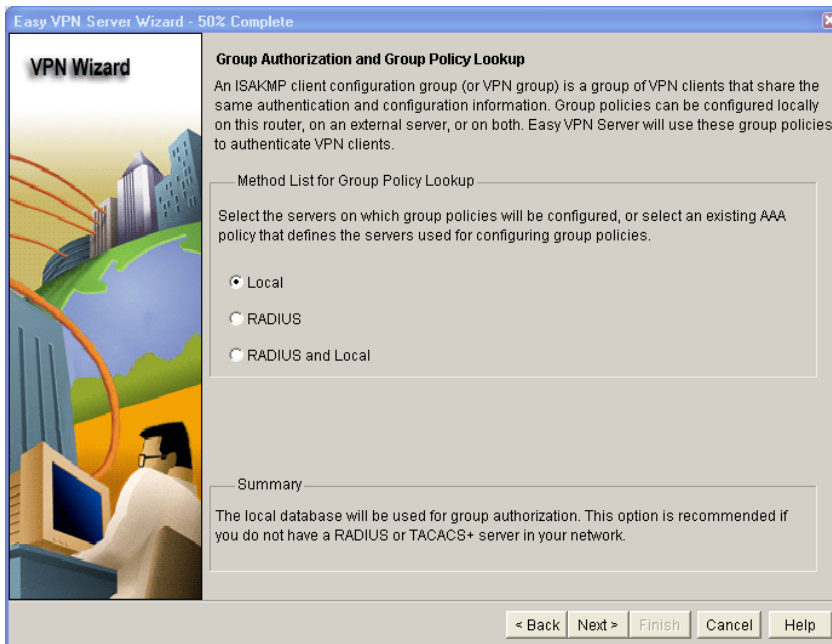 Easy VPN Server Wizard - 50% Complete
VPN Wizard
Group Authorization and Group Policy Lookup
An ISAKMP client configuration group (or VPN group) is a group of VPN clients that share the
same authentication and configuration information. Group policies can be configured locally
on this router, on an external server, or on both. Easy VPN Server will use these group policies
to authenticate VPN clients.
Method List for Group Policy Lookup
Select the servers on which group policies will be configured, or select an existing AAA
policy that defines the servers used for configuring group policies.
Local
RADIUS
RADIUS and Local
Summary
The local database will be used for group authorization. This option is recommended if
you do not have a RADIUS or TACACS+ server in your network.
< Back Next > Finish Cancel Help